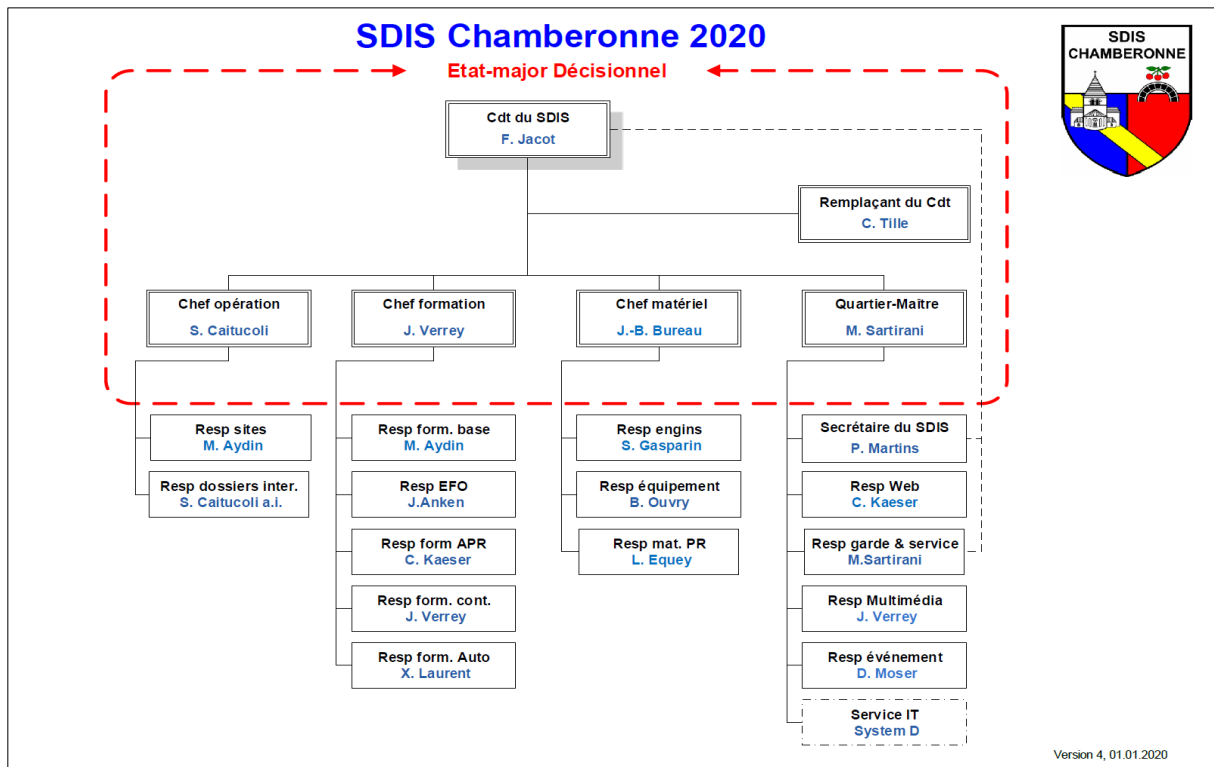 SDIS Chamberonne 2020
Etat-major Décisionnel
SDIS
CHAMBERONNE
Cdt du SDIS
F. Jacot
Remplaçant du Cdt
C. Tille
Chef opération
S. Caitucoli
Chef formation
J. Verrey
Chef matériel
J.-B. Bureau
Quartier-Maître
M. Sartirani
Resp sites
M. Aydin
Resp dossiers inter.
S. Caitucoli a.i.
Resp form. base
M. Aydin
Resp EFO
J.Anken
Resp form APR
C. Kaeser
Resp form. cont.
J. Verrey
Resp form. Auto
X. Laurent
Resp engins
S. Gasparin
Resp équipement
B. Ouvry
Resp mat. PR
L. Equey
Secrétaire du SDIS
P. Martins
Resp Web
C. Kaeser
Resp garde & service
M.Sartirani
Resp Multimédia
J. Verrey
Resp événement
D. Moser
Service IT
System D
Version 4, 01.01.2020